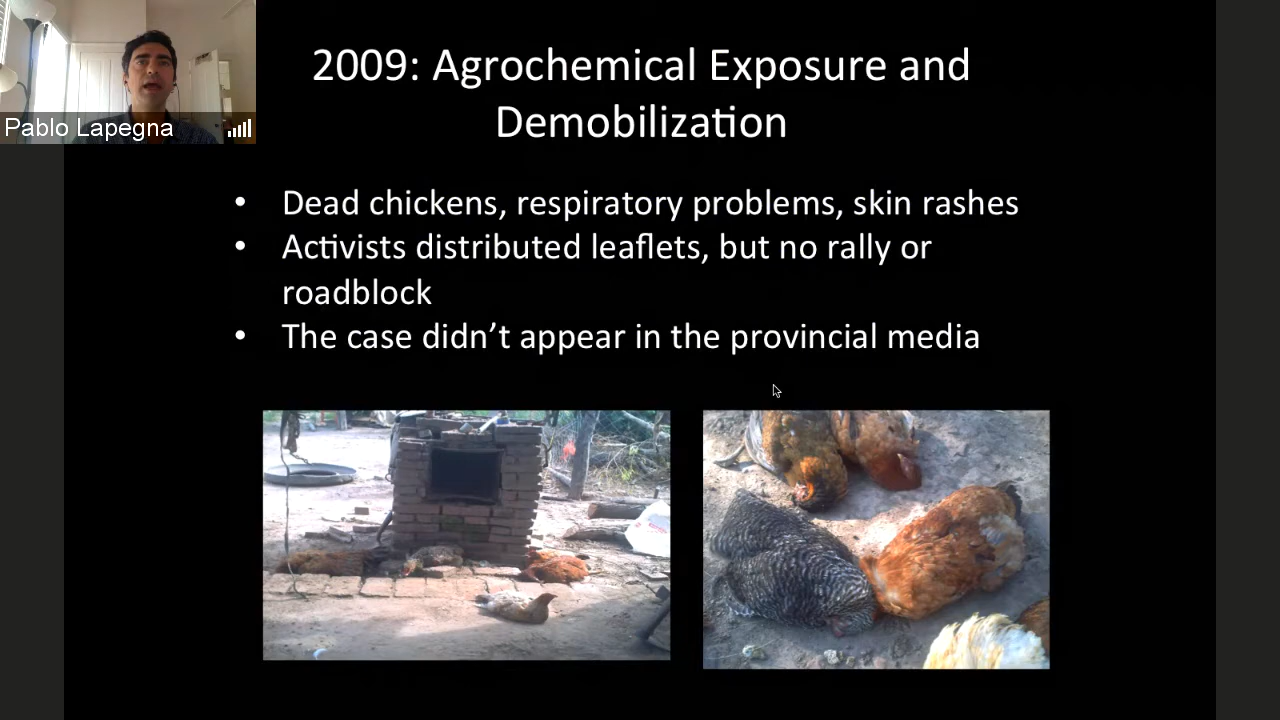 2009: Agrochemical Exposure and
Demobilization
Pablo Lapegna
• Dead chickens, respiratory problems, skin rashes
• Activists distributed leaflets, but no rally or
roadblock
• The case didn’t appear in the provincial media